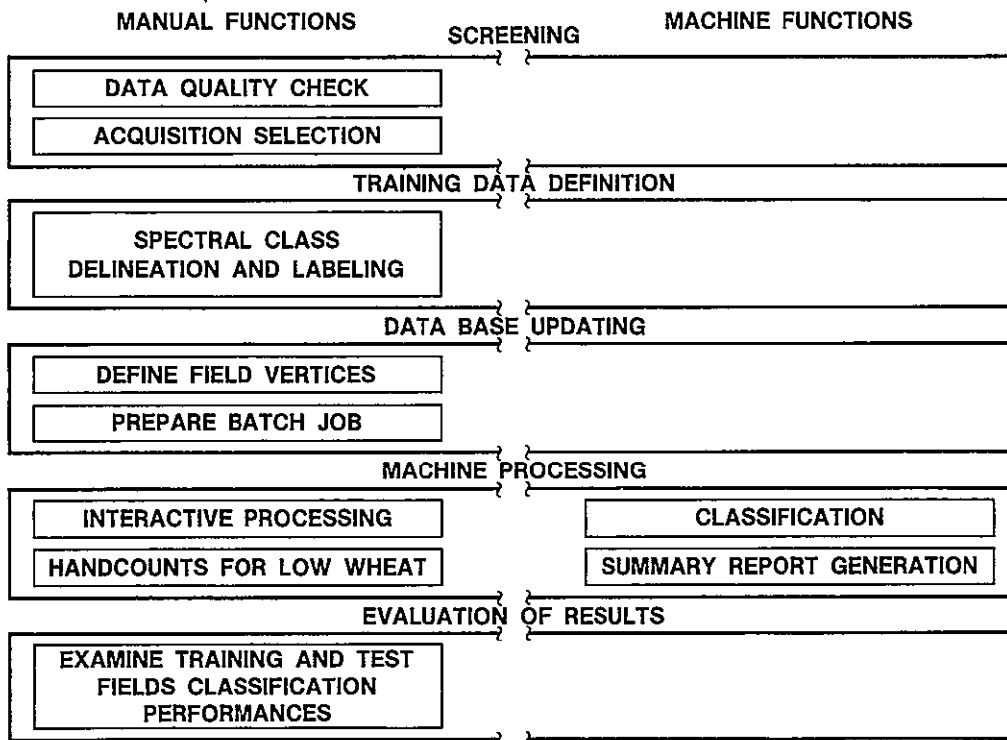 MANUAL FUNCTIONS
MACHINE FUNCTIONS
SCREENING
DATA QUALITY CHECK
ACQUISITION SELECTION
TRAINING DATA DEFINITION
SPECTRAL CLASS
DELINEATION AND LABELING
DATA BASE UPDATING
DEFINE FIELD VERTICES
PREPARE BATCH JOB
MACHINE PROCESSING
INTERACTIVE PROCESSING
CLASSIFICATION
HANDCOUNTS FOR LOW WHEAT
SUMMARY REPORT GENERATION
EVALUATION OF RESULTS
EXAMINE TRAINING AND TEST
FIELDS CLASSIFICATION
PERFORMANCES